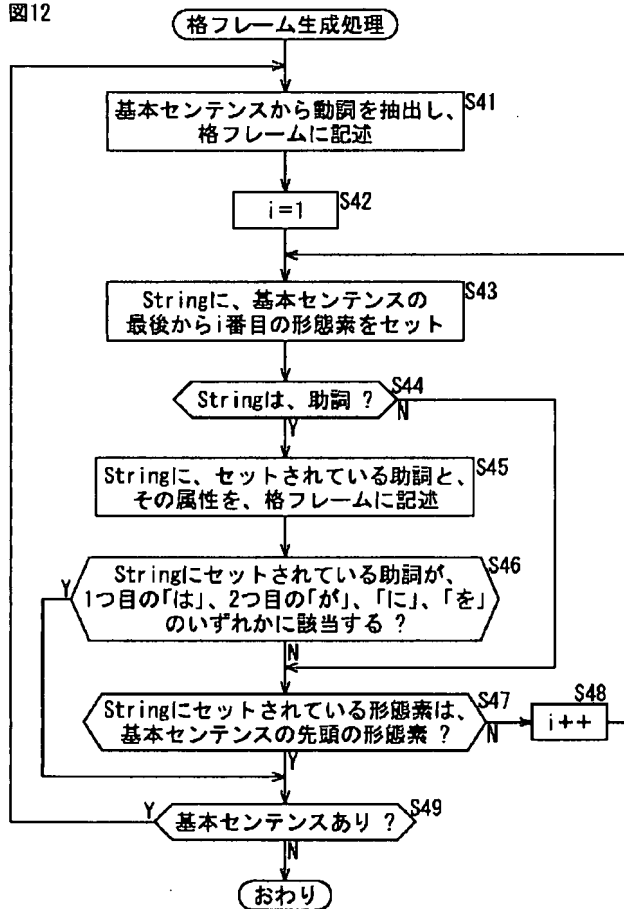 図12
格フレーム生成処理
基本センテンスから動詞を抽出し、
格フレームに記述
S41
i=1
S42
Stringに、基本センテンスの
最後からi番目の形態素をセット
S43
Stringは、助詞 ?
S44
N
Y
Stringに、セットされている助詞と、
その属性を、格フレームに記述
S45
Stringにセットされている助詞が、
1つ目の「は」、2つ目の「が」、「に」、「を」
のいずれかに該当する ?
S46
Y
N
Stringにセットされている形態素は、
基本センテンスの先頭の形態素 ?
S47
N
Y
i++
S48
基本センテンスあり ?
S49
Y
N
おわり